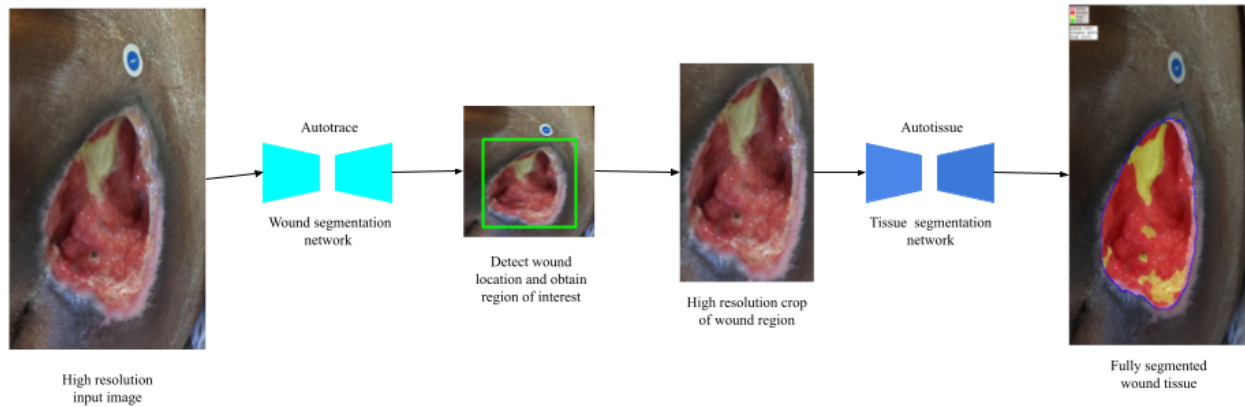 Autotrace
Wound segmentation
network
Detect wound
location and obtain
region of interest
High resolution crop
of wound region
Autotissue
Tissue segmentation
network
High resolution
input image
Fully segmented
wound tissue